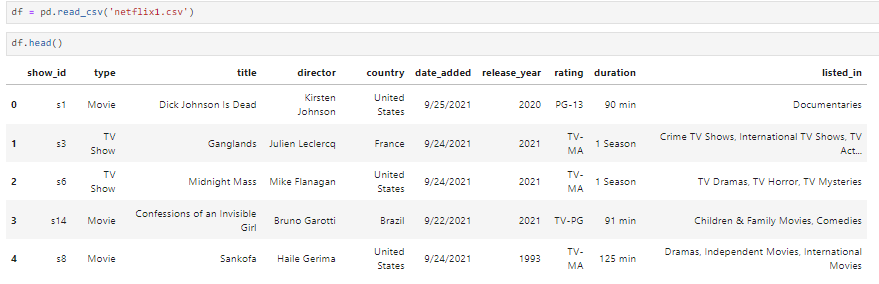 df = pd.read_csv('netflix1.csv')
df.head()
show_id type title director country date_added release_year rating duration listed_in
0 s1 Movie Dick Johnson Is Dead Kirsten Johnson United States 9/25/2021 2020 PG-13 90 min Documentaries
1 s3 TV Show Ganglands Julien Leclercq France 9/24/2021 2021 TV-MA 1 Season Crime TV Shows, International TV Shows, TV Act...
2 s6 TV Show Midnight Mass Mike Flanagan United States 9/24/2021 2021 TV-MA 1 Season TV Dramas, TV Horror, TV Mysteries
3 s14 Movie Confessions of an Invisible Girl Bruno Garotti Brazil 9/22/2021 2021 TV-PG 91 min Children & Family Movies, Comedies
4 s8 Movie Sankofa Haile Gerima United States 9/24/2021 1993 TV-MA 125 min Dramas, Independent Movies, International Movies